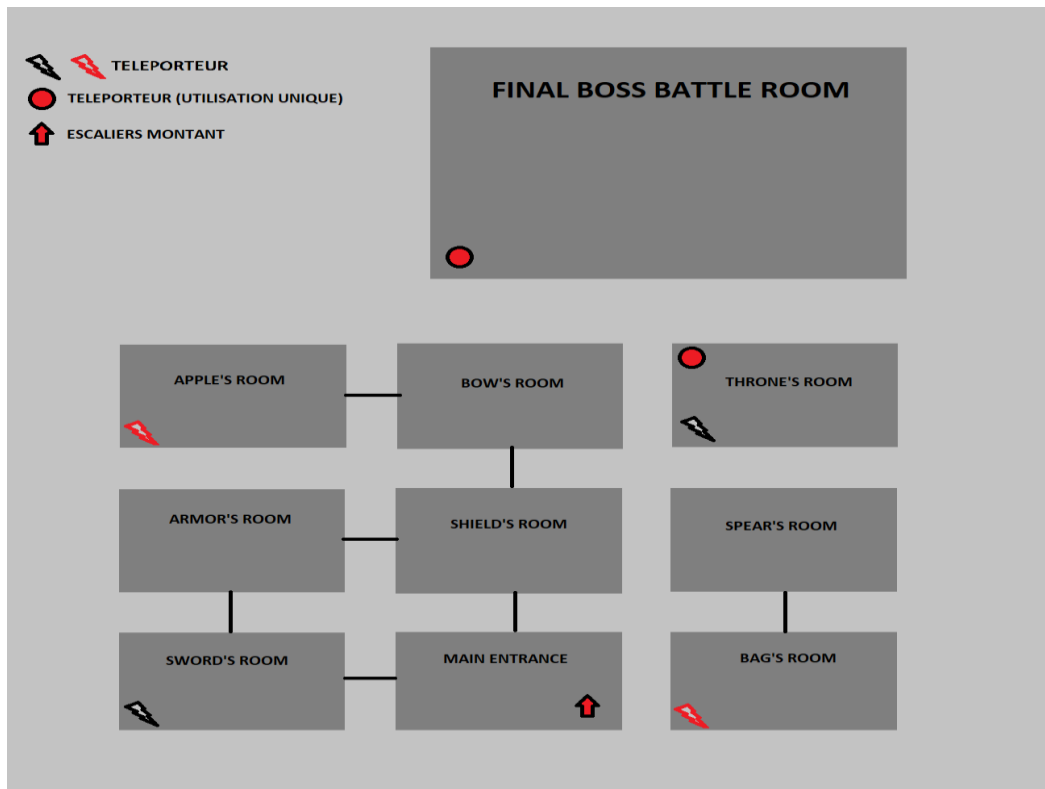 TELEPORTEUR
TELEPORTEUR (UTILISATION UNIQUE)
ESCALIERS MONTANT
FINAL BOSS BATTLE ROOM
APPLE'S ROOM
BOW'S ROOM
THRONE'S ROOM
ARMOR'S ROOM
SHIELD'S ROOM
SPEAR'S ROOM
SWORD'S ROOM
MAIN ENTRANCE
BAG'S ROOM